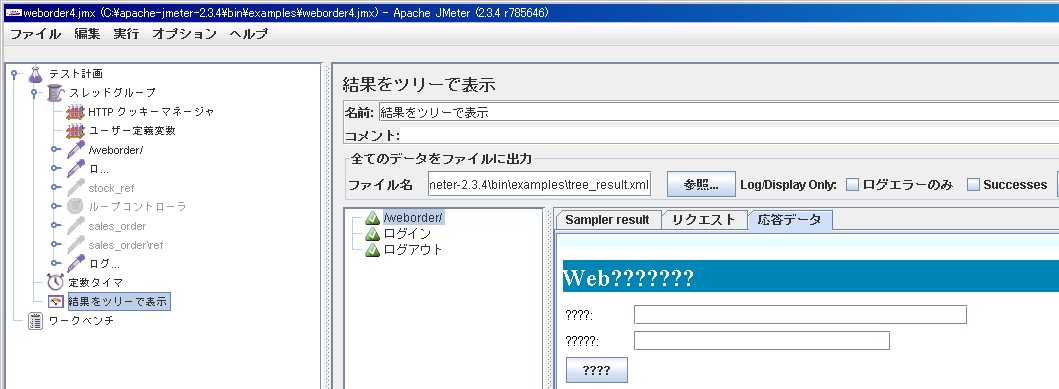 weborder4.jmx (C:¥apache-jmeter-2.3.4¥bin¥examples¥weborder4.jmx) - Apache JMeter (2.3.4 r785646)
ファイル 編集 実行 オプション ヘルプ
テスト計画
スレッドグループ
HTTP クッキーマネージャ
ユーザー定義変数
/weborder/
ロ...
stock_ref
ループコントローラ
sales_order
sales_order\ref
ログ...
定数タイマ
結果をツリーで表示
ワークベンチ
結果をツリーで表示
名前: 結果をツリーで表示
コメント:
全てのデータをファイルに出力
ファイル名 neter-2.3.4\bin\examples\tree_result.xml 参照... Log/Display Only: ログエラーのみ Successes
/weborder/
ログイン
ログアウト
Sampler result リクエスト 応答データ
Web???????
????:
?????:
????